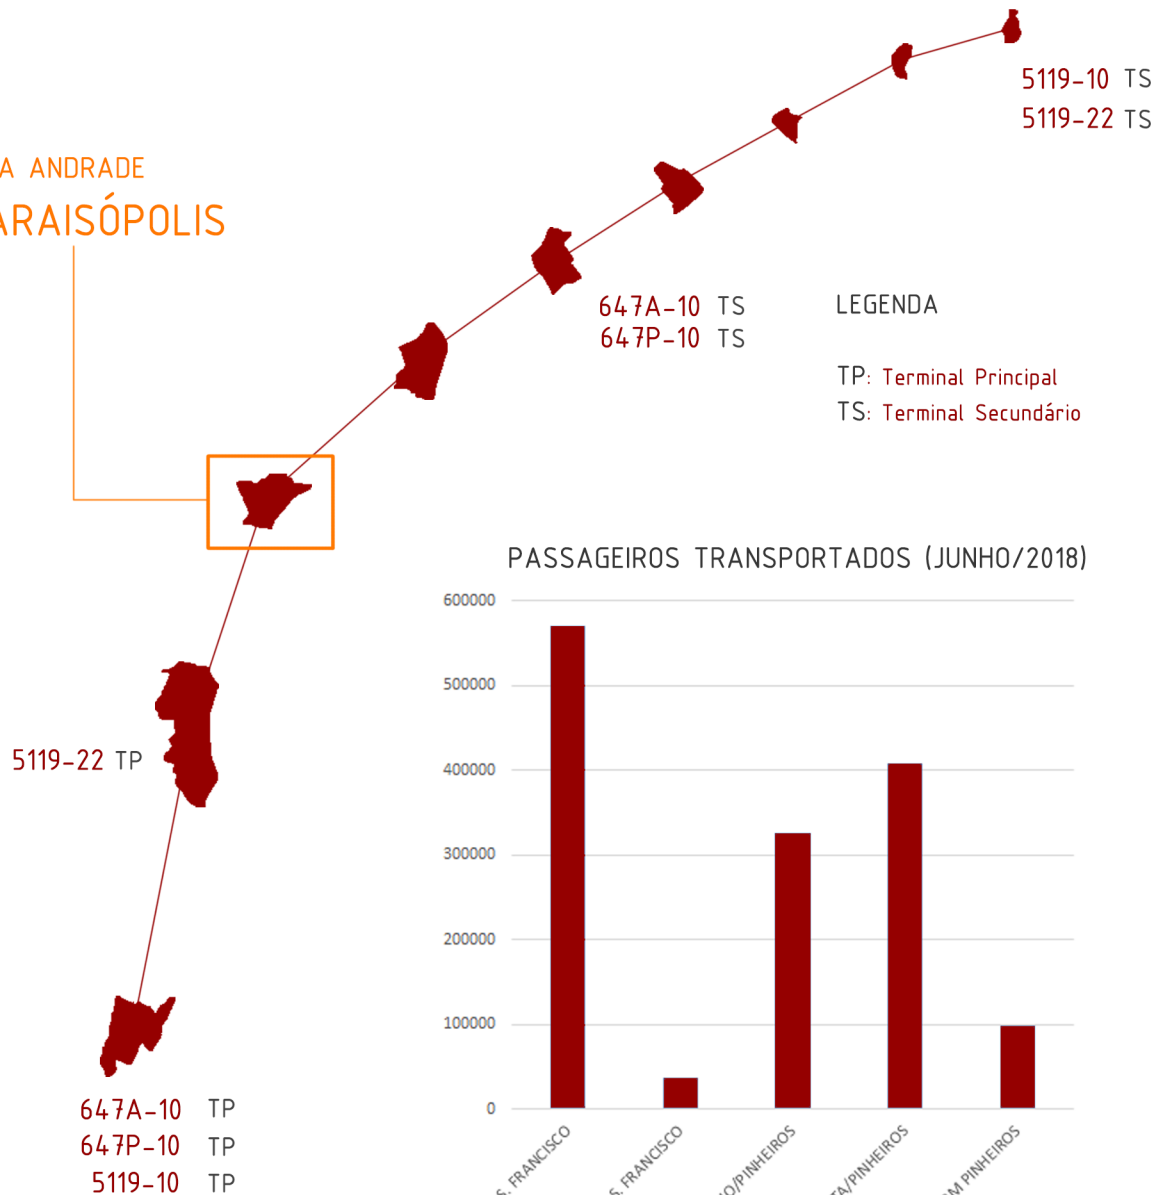 5119-10 TS
5119-22 TS
A ANDRADE
ARAISÓPOLIS
647A-10 TS
647P-10 TS
LEGENDA
TP: Terminal Principal
TS: Terminal Secundário
PASSAGEIROS TRANSPORTADOS (JUNHO/2018)
600000
500000
400000
300000
200000
100000
0
S. FRANCISCO
S. FRANCISCO
IO/PINHEIROS
TA/PINHEIROS
OM PINHEIROS
5119-22 TP
647A-10 TP
647P-10 TP
5119-10 TP